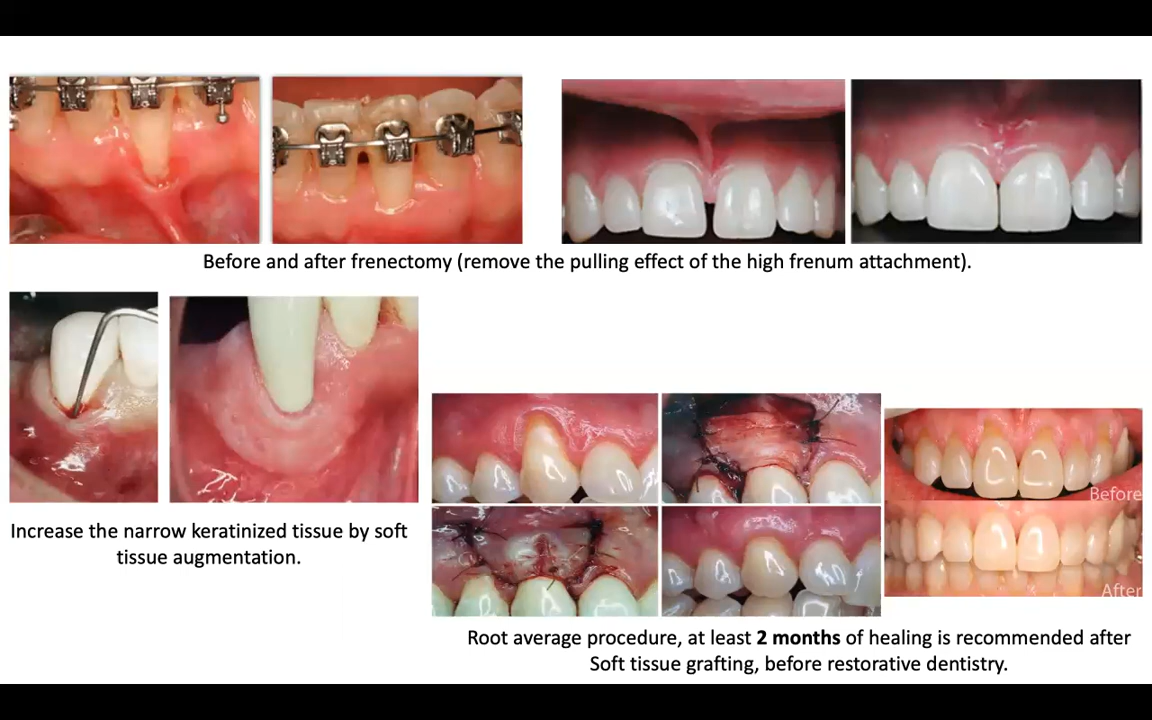 Before and after frenectomy (remove the pulling effect of the high frenum attachment).
Increase the narrow keratinized tissue by soft
tissue augmentation.
Before
After
Root average procedure, at least 2 months of healing is recommended after
Soft tissue grafting, before restorative dentistry.